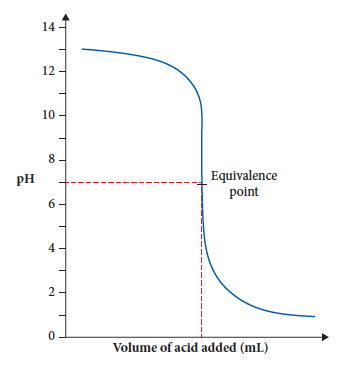 14
12
10
8
pH
6
4
2
0
Equivalence
point
Volume of acid added (mL)